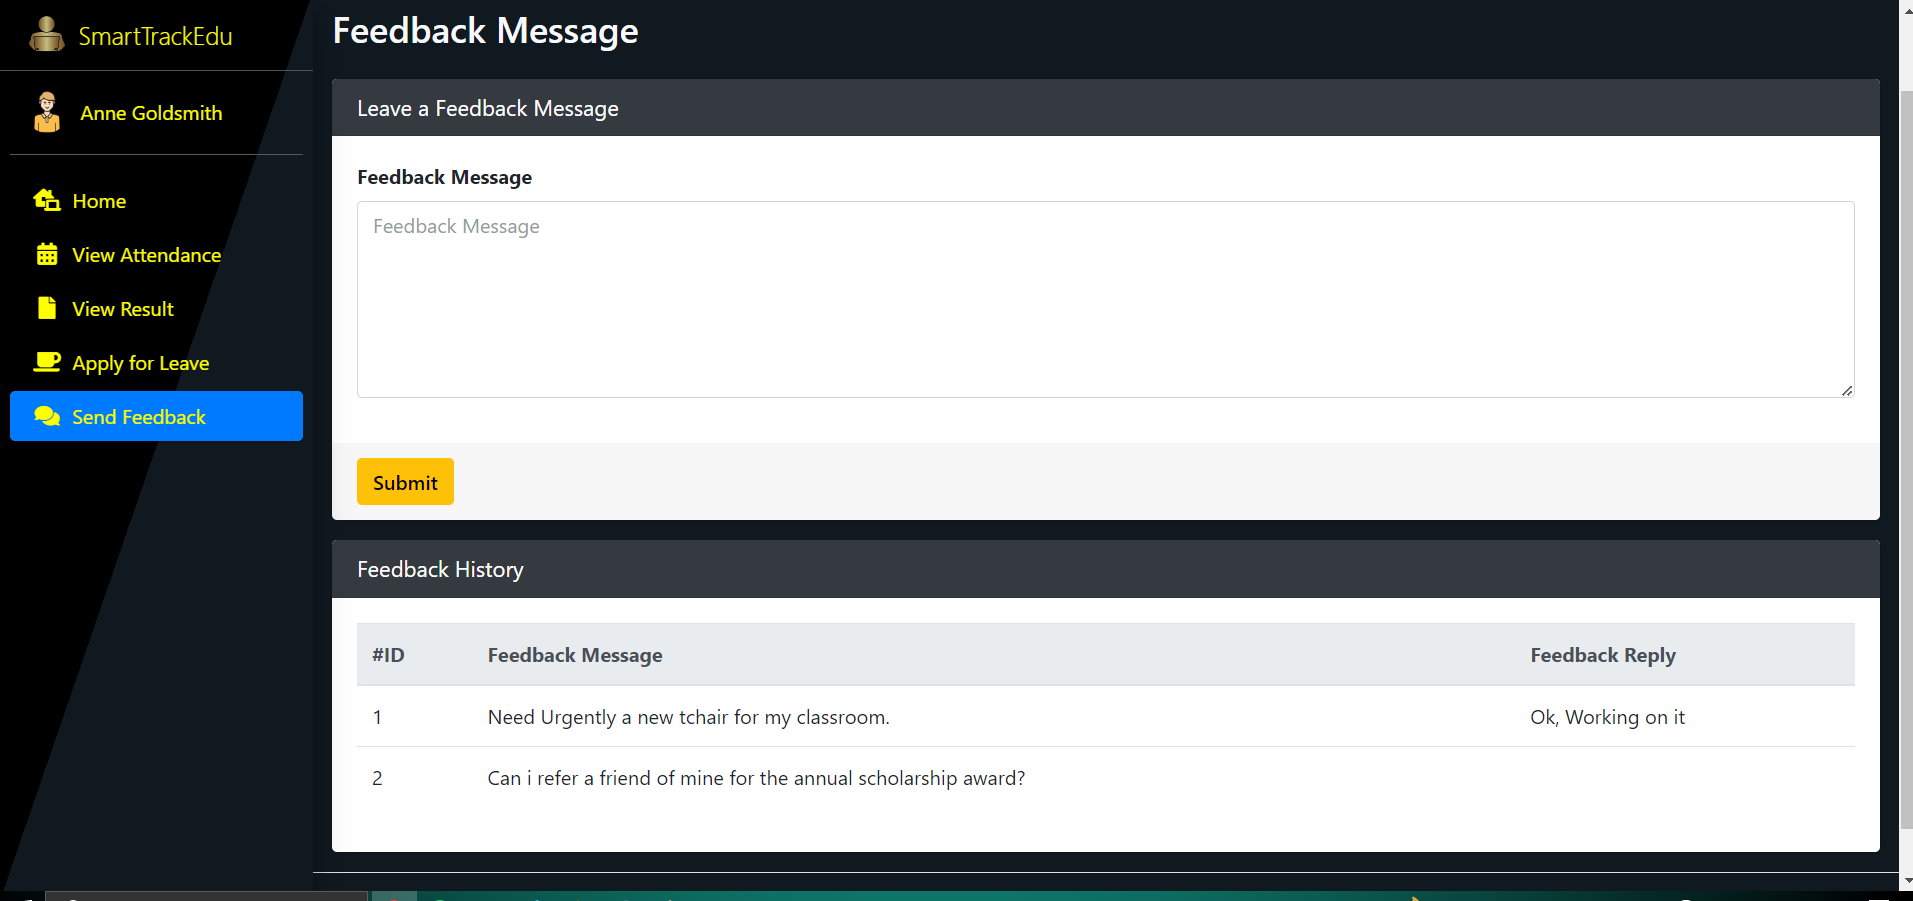 SmartTrackEdu
Anne Goldsmith
Home
View Attendance
View Result
Apply for Leave
Send Feedback
Feedback Message
Leave a Feedback Message
Feedback Message
Feedback Message
Submit
Feedback History
#ID Feedback Message Feedback Reply
1 Need Urgently a new tchair for my classroom. Ok, Working on it
2 Can i refer a friend of mine for the annual scholarship award?